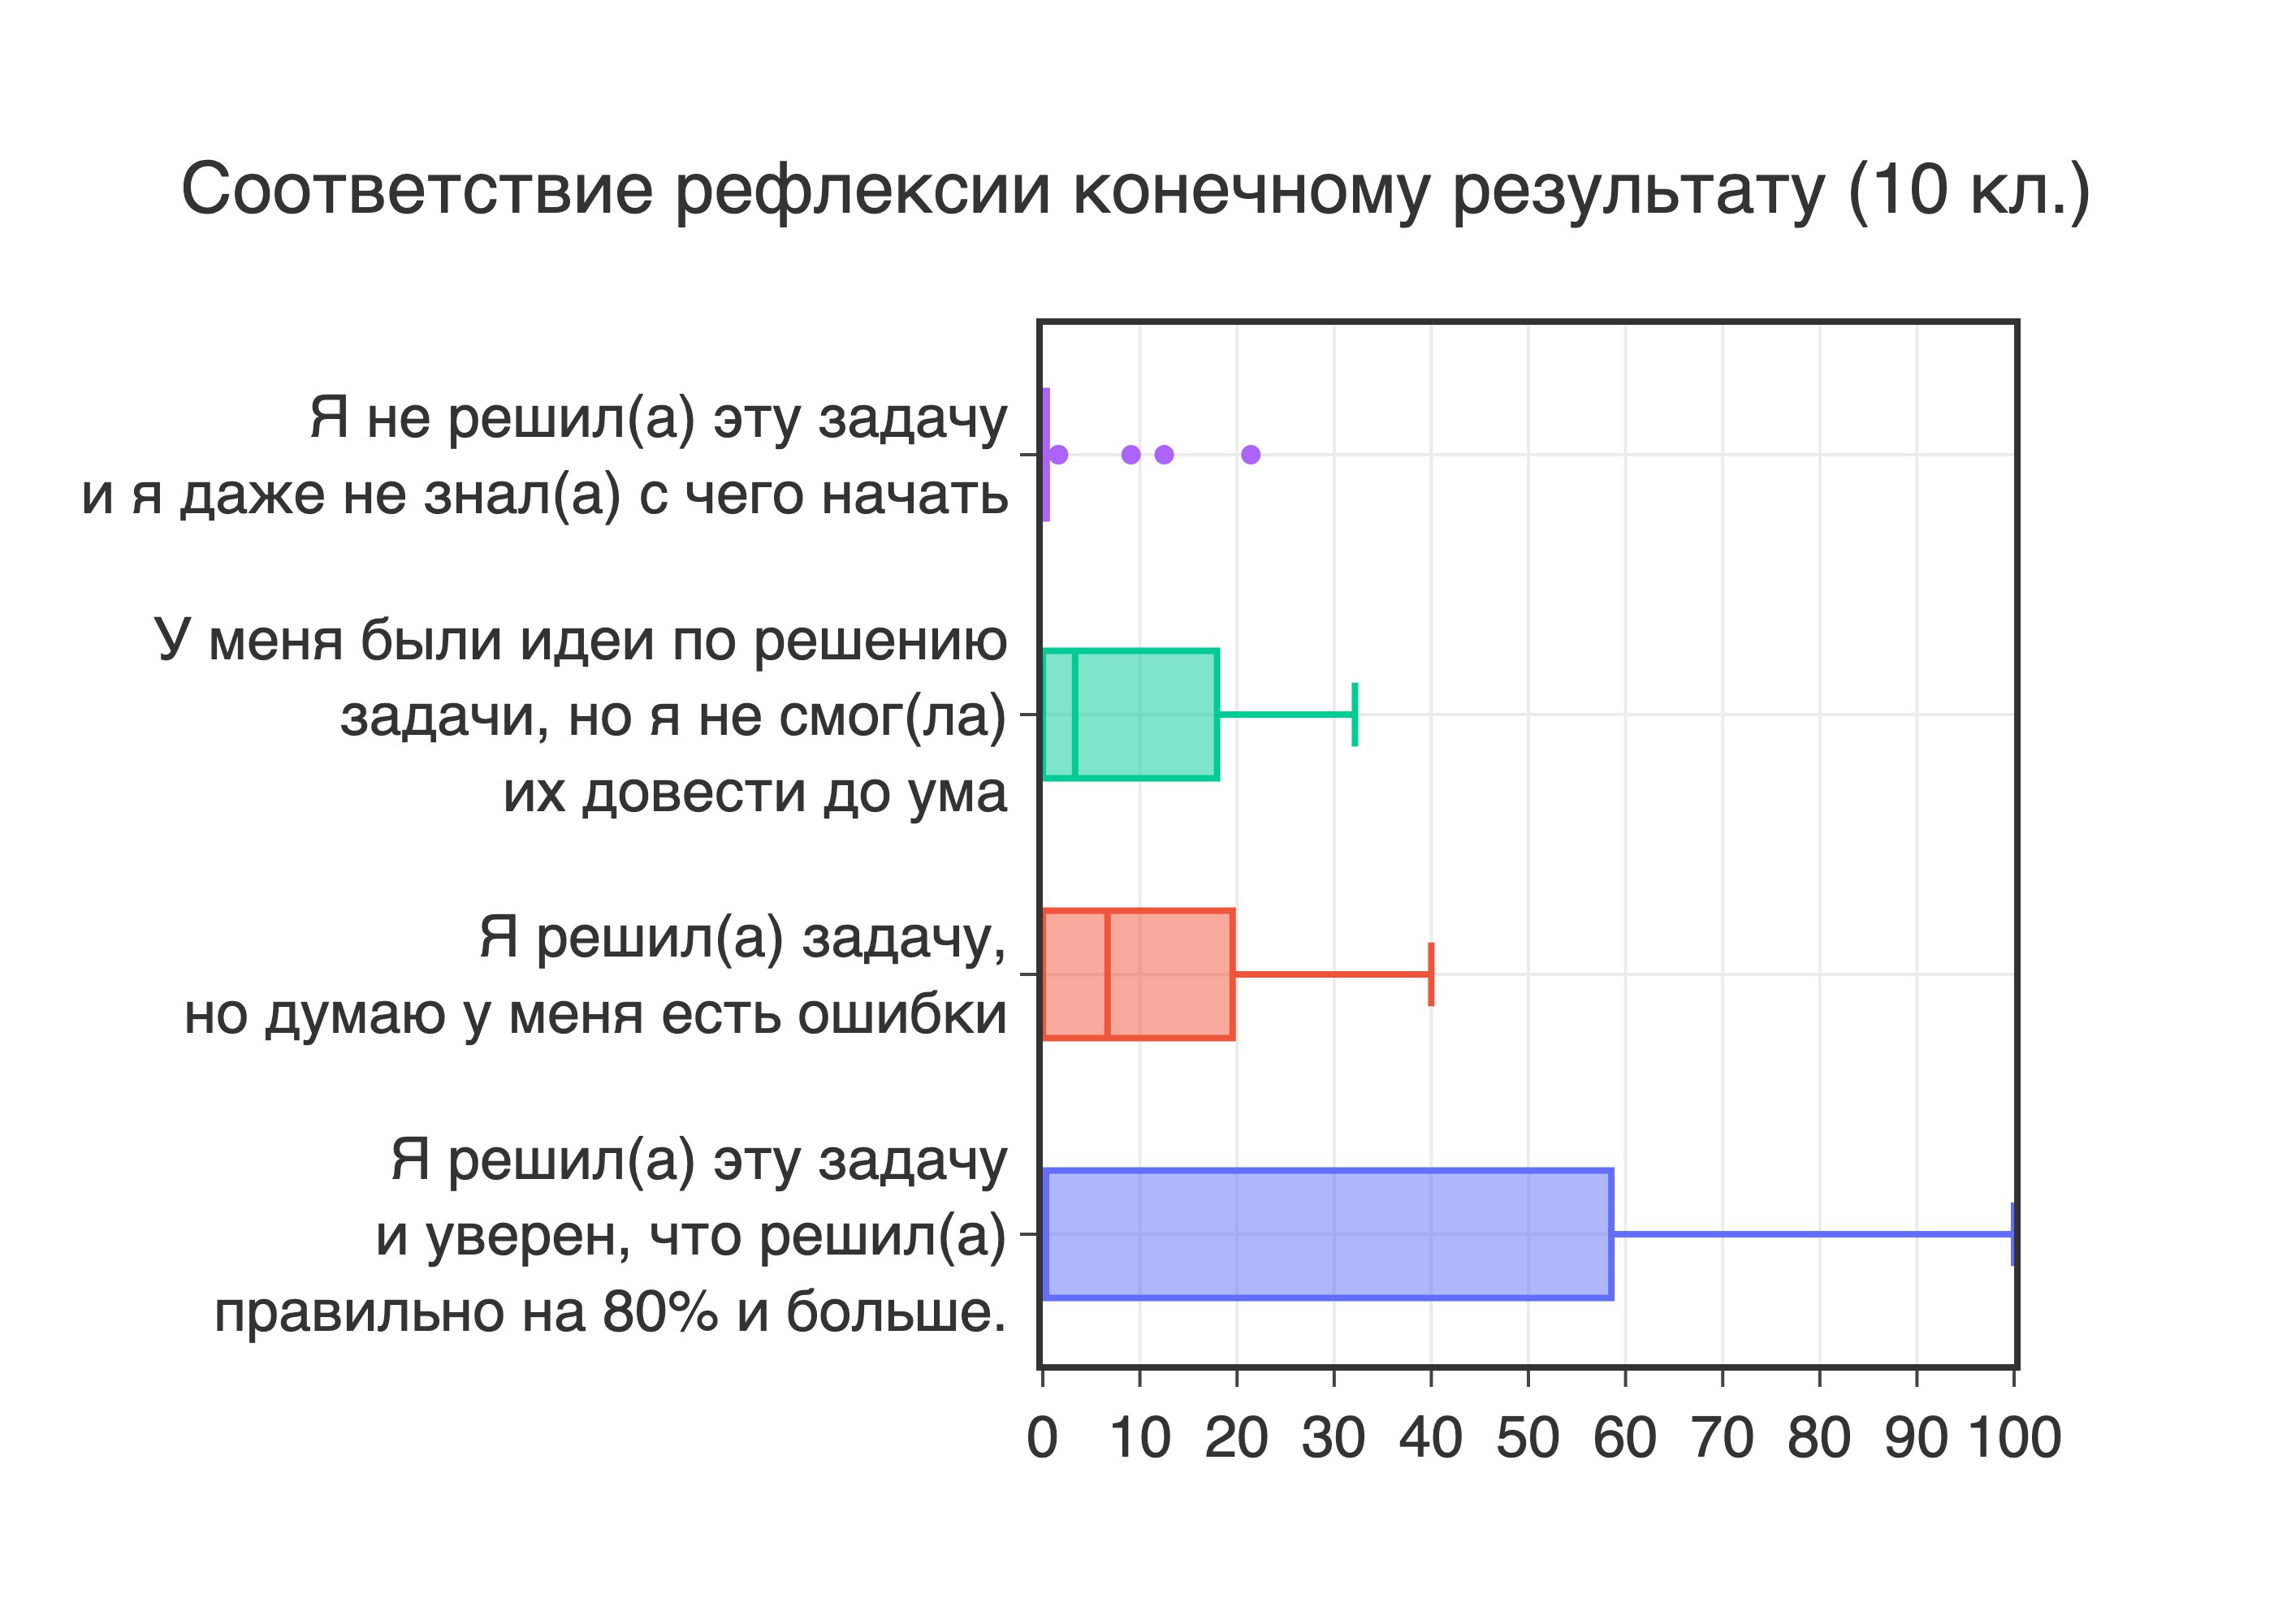 Соответствие рефлексии конечному результату (10 кл.)
Я не решил(а) эту задачу
и я даже не знал(а) с чего начать
У меня были идеи по решению
задачи, но я не смог(ла)
их довести до ума
Я решил(а) задачу,
но думаю у меня есть ошибки
Я решил(а) эту задачу
и уверен, что решил(а)
правильно на 80% и больше.
0 10 20 30 40 50 60 70 80 90 100